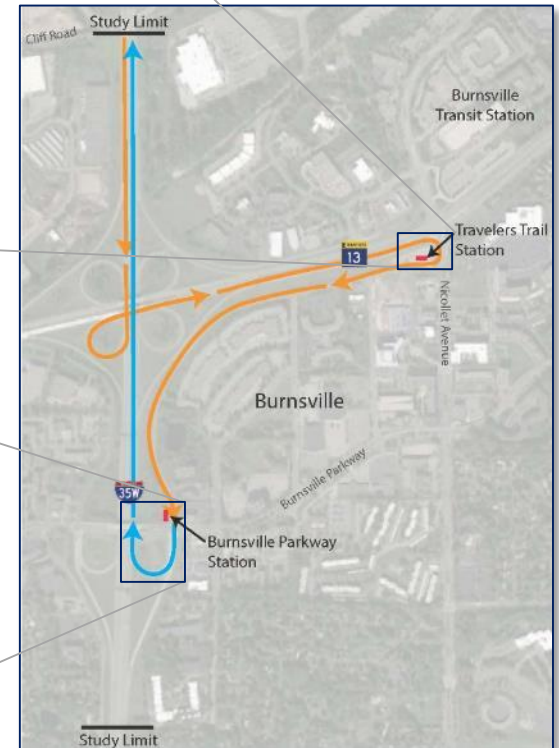 Study Limit
Cliff Road
Burnsville
Transit Station
Travelers Trail
Station
13
Nicollet Avenue
Burnsville
Burnsville Parkway
35W
Burnsville Parkway
Station
Study Limit